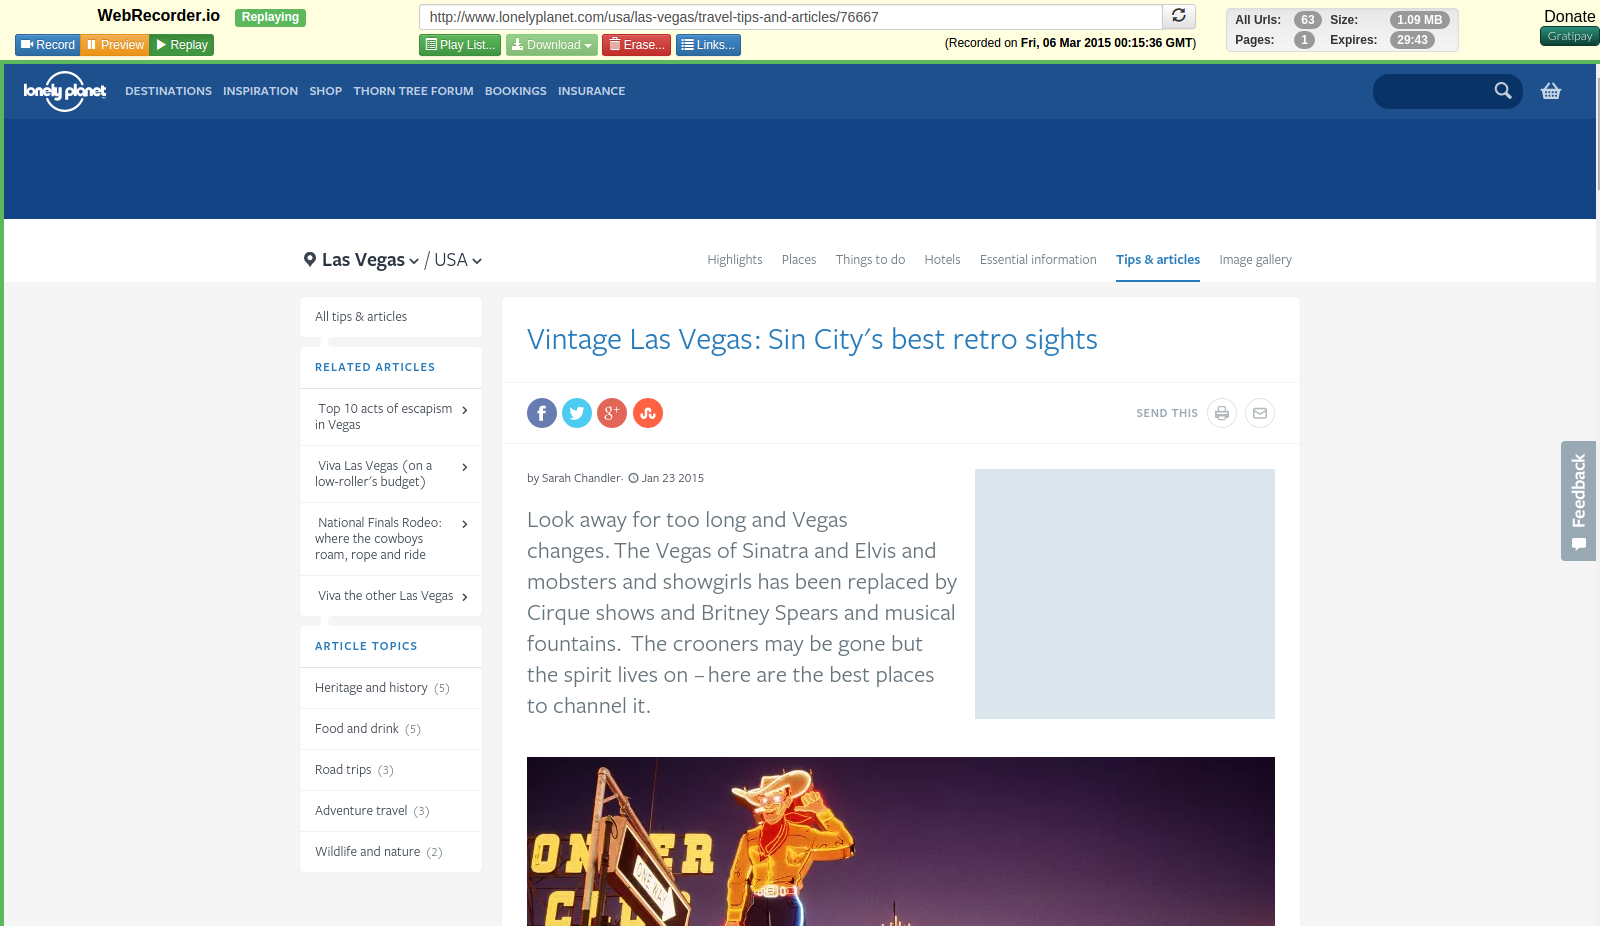 WebRecorder.io Replaying
http://www.lonelyplanet.com/usa/las-vegas/travel-tips-and-articles/76667
All Urls: 63 Size: 1.09 MB
Pages: 1 Expires: 29:43
Donate
Gratipay
Record Preview Replay
Play List... Download Erase... Links...
(Recorded on Fri, 06 Mar 2015 00:15:36 GMT)
lonely planet
DESTINATIONS INSPIRATION SHOP THORN TREE FORUM BOOKINGS INSURANCE
Las Vegas / USA
Highlights Places Things to do Hotels Essential information Tips & articles Image gallery
All tips & articles
RELATED ARTICLES
Top 10 acts of escapism
in Vegas
Viva Las Vegas (on a
low-roller's budget)
National Finals Rodeo:
where the cowboys
roam, rope and ride
Viva the other Las Vegas
ARTICLE TOPICS
Heritage and history (5)
Food and drink (5)
Road trips (3)
Adventure travel (3)
Wildlife and nature (2)
Vintage Las Vegas: Sin City's best retro sights
f
8+
SEND THIS
by Sarah Chandler· Jan 23 2015
Look away for too long and Vegas
changes. The Vegas of Sinatra and Elvis and
mobsters and showgirls has been replaced by
Cirque shows and Britney Spears and musical
fountains. The crooners may be gone but
the spirit lives on – here are the best places
to channel it.
ONE WAY
Feedback